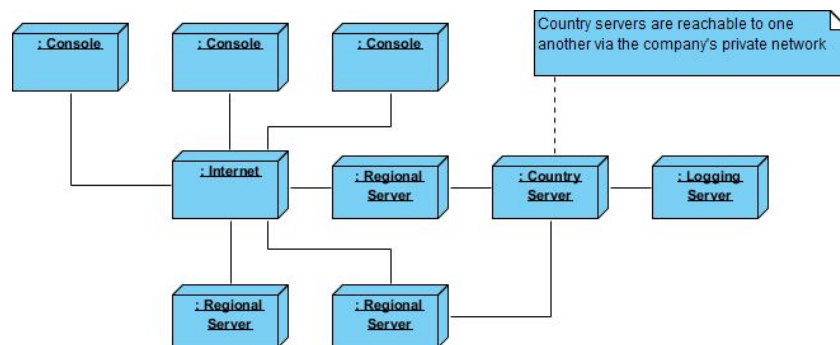 Country servers are reachable to one
another via the company's private network
: Console
: Console
: Console
: Internet
: Regional
Server
: Country
Server
: Logging
Server
: Regional
Server
: Regional
Server